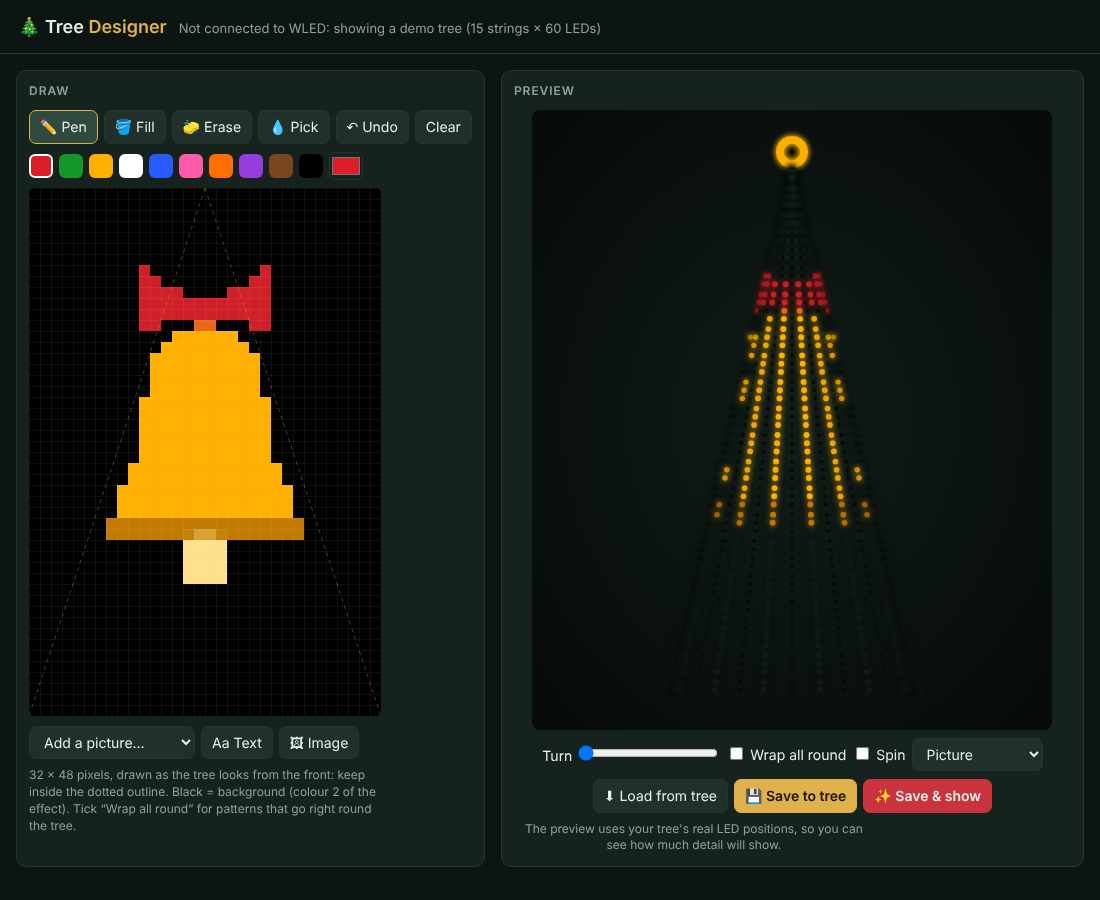 🎄 Tree Designer Not connected to WLED: showing a demo tree (15 strings × 60 LEDs)
DRAW
✏️ Pen 🪣 Fill 🧽 Erase 💧 Pick ↶ Undo Clear
Add a picture... Aa Text 🖼 Image
32 × 48 pixels, drawn as the tree looks from the front: keep
inside the dotted outline. Black = background (colour 2 of the
effect). Tick “Wrap all round” for patterns that go right round
the tree.
PREVIEW
Turn Wrap all round Spin Picture
⬇ Load from tree 💾 Save to tree ✨ Save & show
The preview uses your tree's real LED positions, so you can
see how much detail will show.